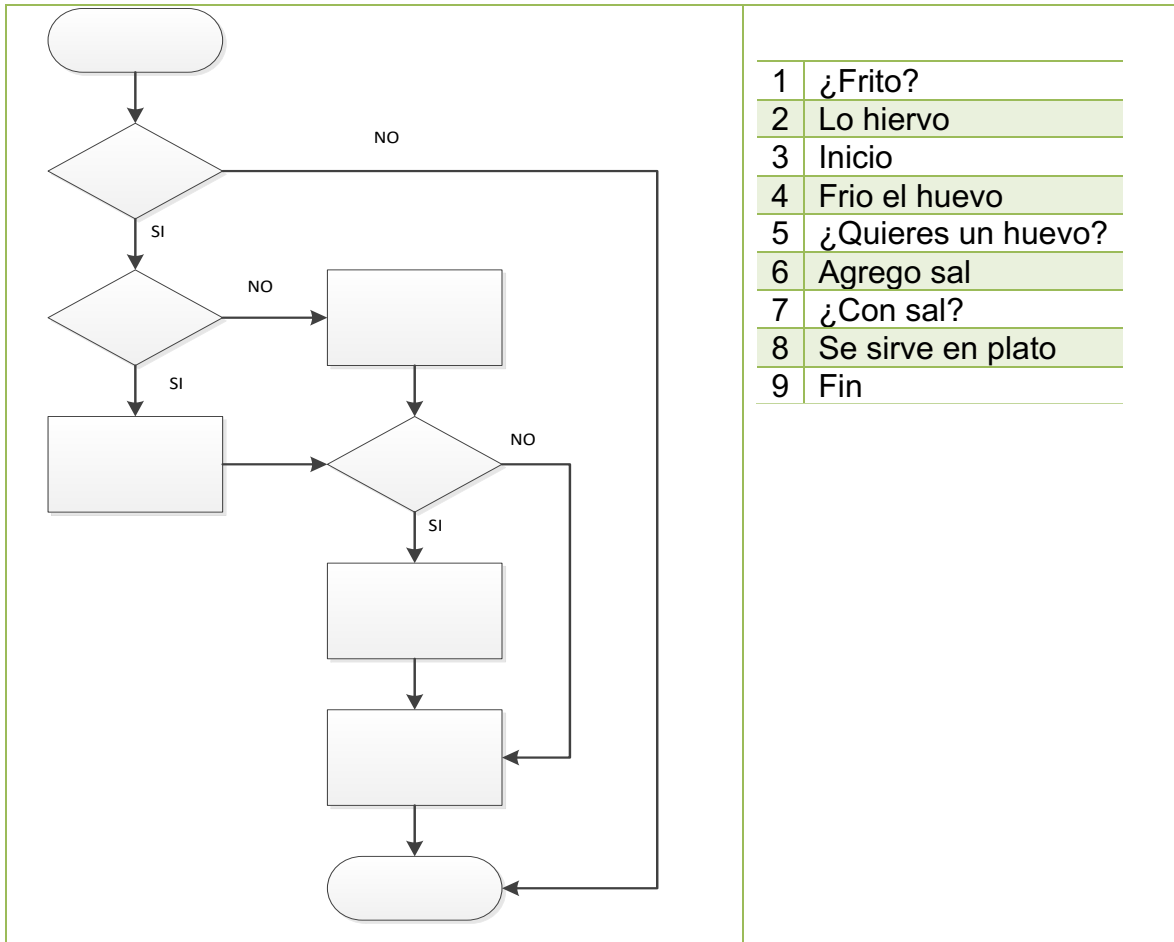 NO
SI
NO
SI
NO
SI
1 ¿Frito?
2 Lo hiervo
3 Inicio
4 Frio el huevo
5 ¿Quieres un huevo?
6 Agrego sal
7 ¿Con sal?
8 Se sirve en plato
9 Fin